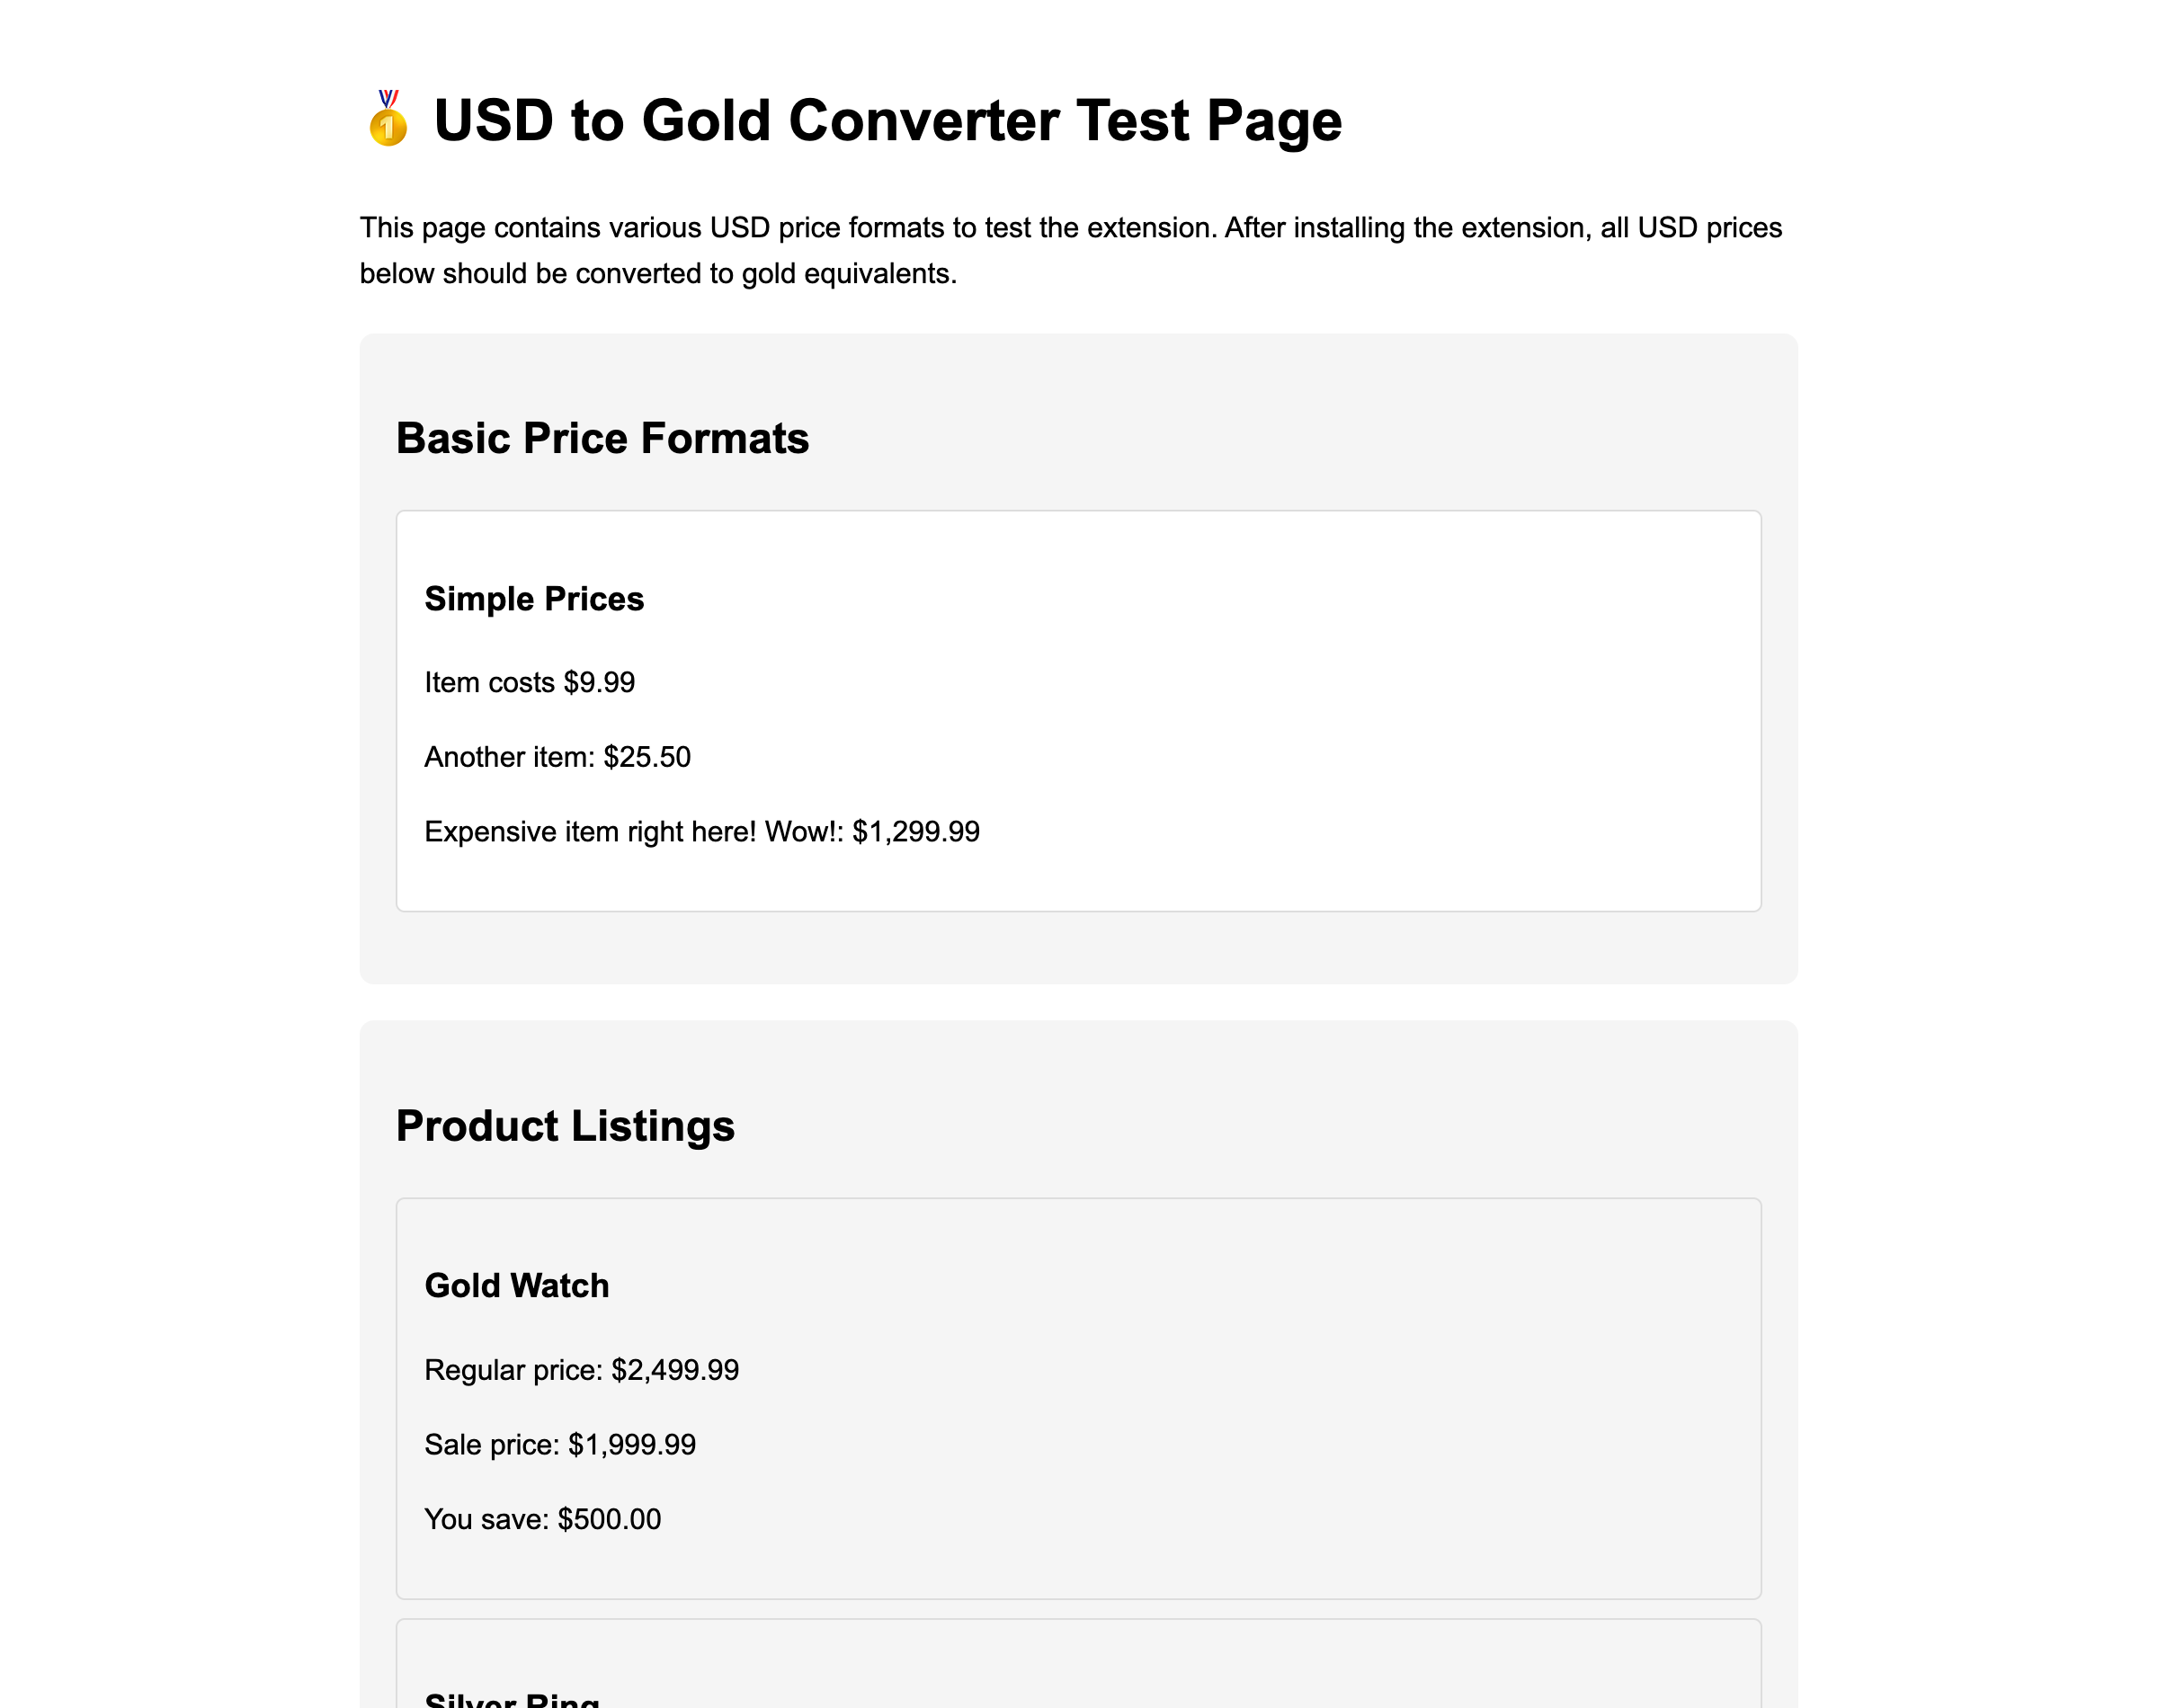 USD to Gold Converter Test Page
This page contains various USD price formats to test the extension. After installing the extension, all USD prices
below should be converted to gold equivalents.
Basic Price Formats
Simple Prices
Item costs $9.99
Another item: $25.50
Expensive item right here! Wow!: $1,299.99
Product Listings
Gold Watch
Regular price: $2,499.99
Sale price: $1,999.99
You save: $500.00
Silver Ring